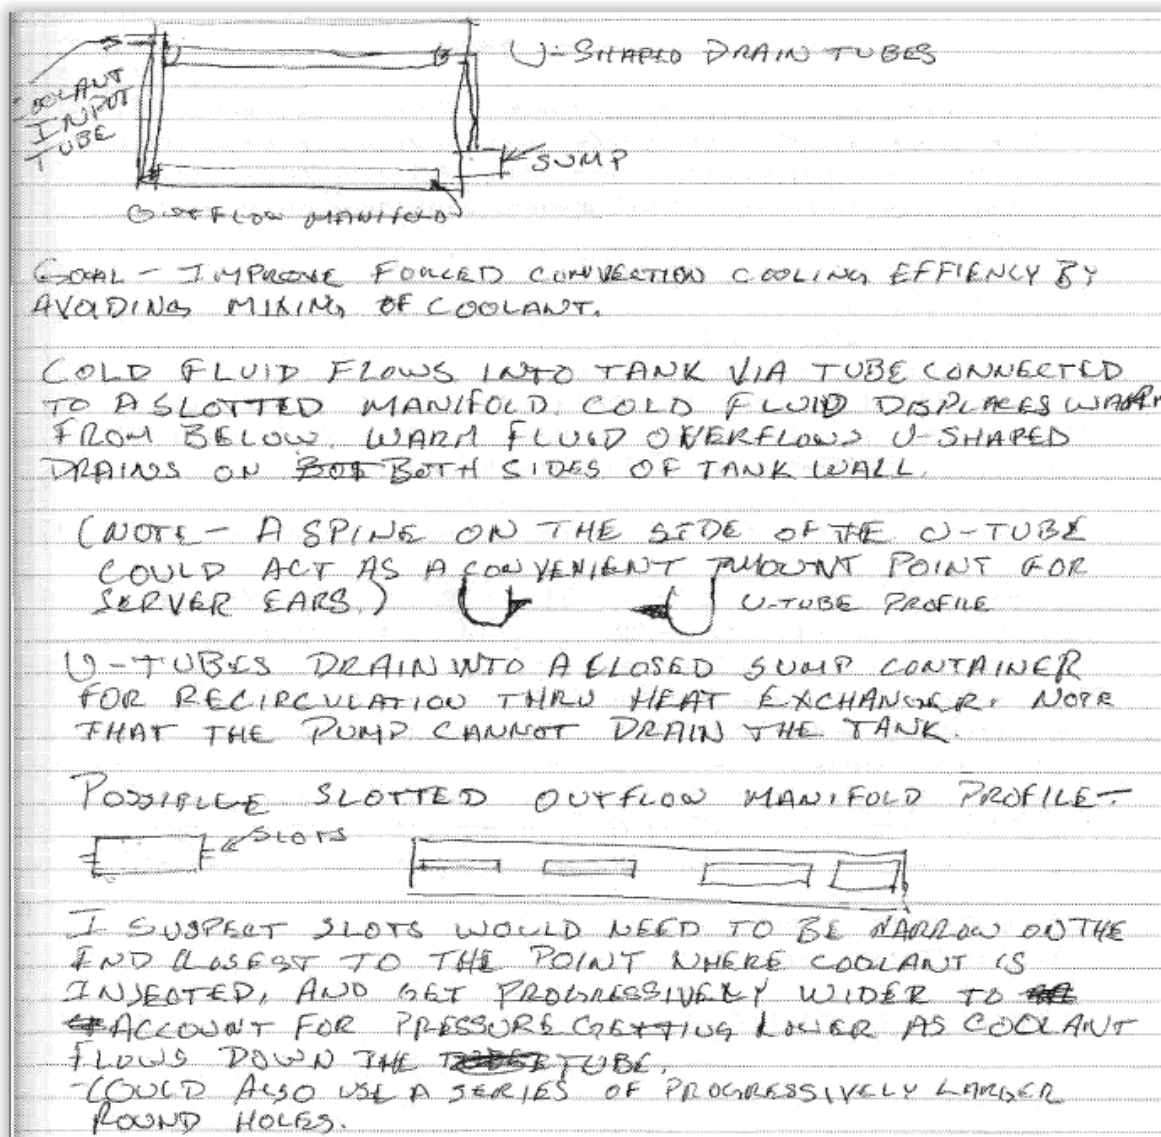 U-SHAPED DRAIN TUBES
COOLANT
INPUT
TUBE
SUMP
OUTFLOW MANIFOLD
GOAL - IMPROVE FORCED CONVECTION COOLING EFFIENCY BY
AVOIDING MIXING OF COOLANT.
COLD FLUID FLOWS INTO TANK VIA TUBE CONNECTED
TO A SLOTTED MANIFOLD. COLD FLUID DISPLACES WARM
FROM BELOW. WARM FLUID OVERFLOWS U-SHAPED
DRAINS ON BOTH SIDES OF TANK WALL.
(NOTE - A SPINE ON THE SIDE OF THE U-TUBE
COULD ACT AS A CONVENIENT MOUNT POINT FOR
SERVER EARS.)
U-TUBE PROFILE
U-TUBES DRAIN INTO A CLOSED SUMP CONTAINER
FOR RECIRCULATION THRU HEAT EXCHANGER. NOTE
THAT THE PUMP CANNOT DRAIN THE TANK.
POSSIBLE SLOTTED OUTFLOW MANIFOLD PROFILE -
SLOTS
I SUSPECT SLOTS WOULD NEED TO BE NARROW ON THE
END CLOSEST TO THE POINT WHERE COOLANT IS
INJECTED, AND GET PROGRESSIVELY WIDER TO
ACCOUNT FOR PRESSURE GETTING LOWER AS COOLANT
FLOWS DOWN THE TUBE.
- COULD ALSO USE A SERIES OF PROGRESSIVELY LARGER
ROUND HOLES.